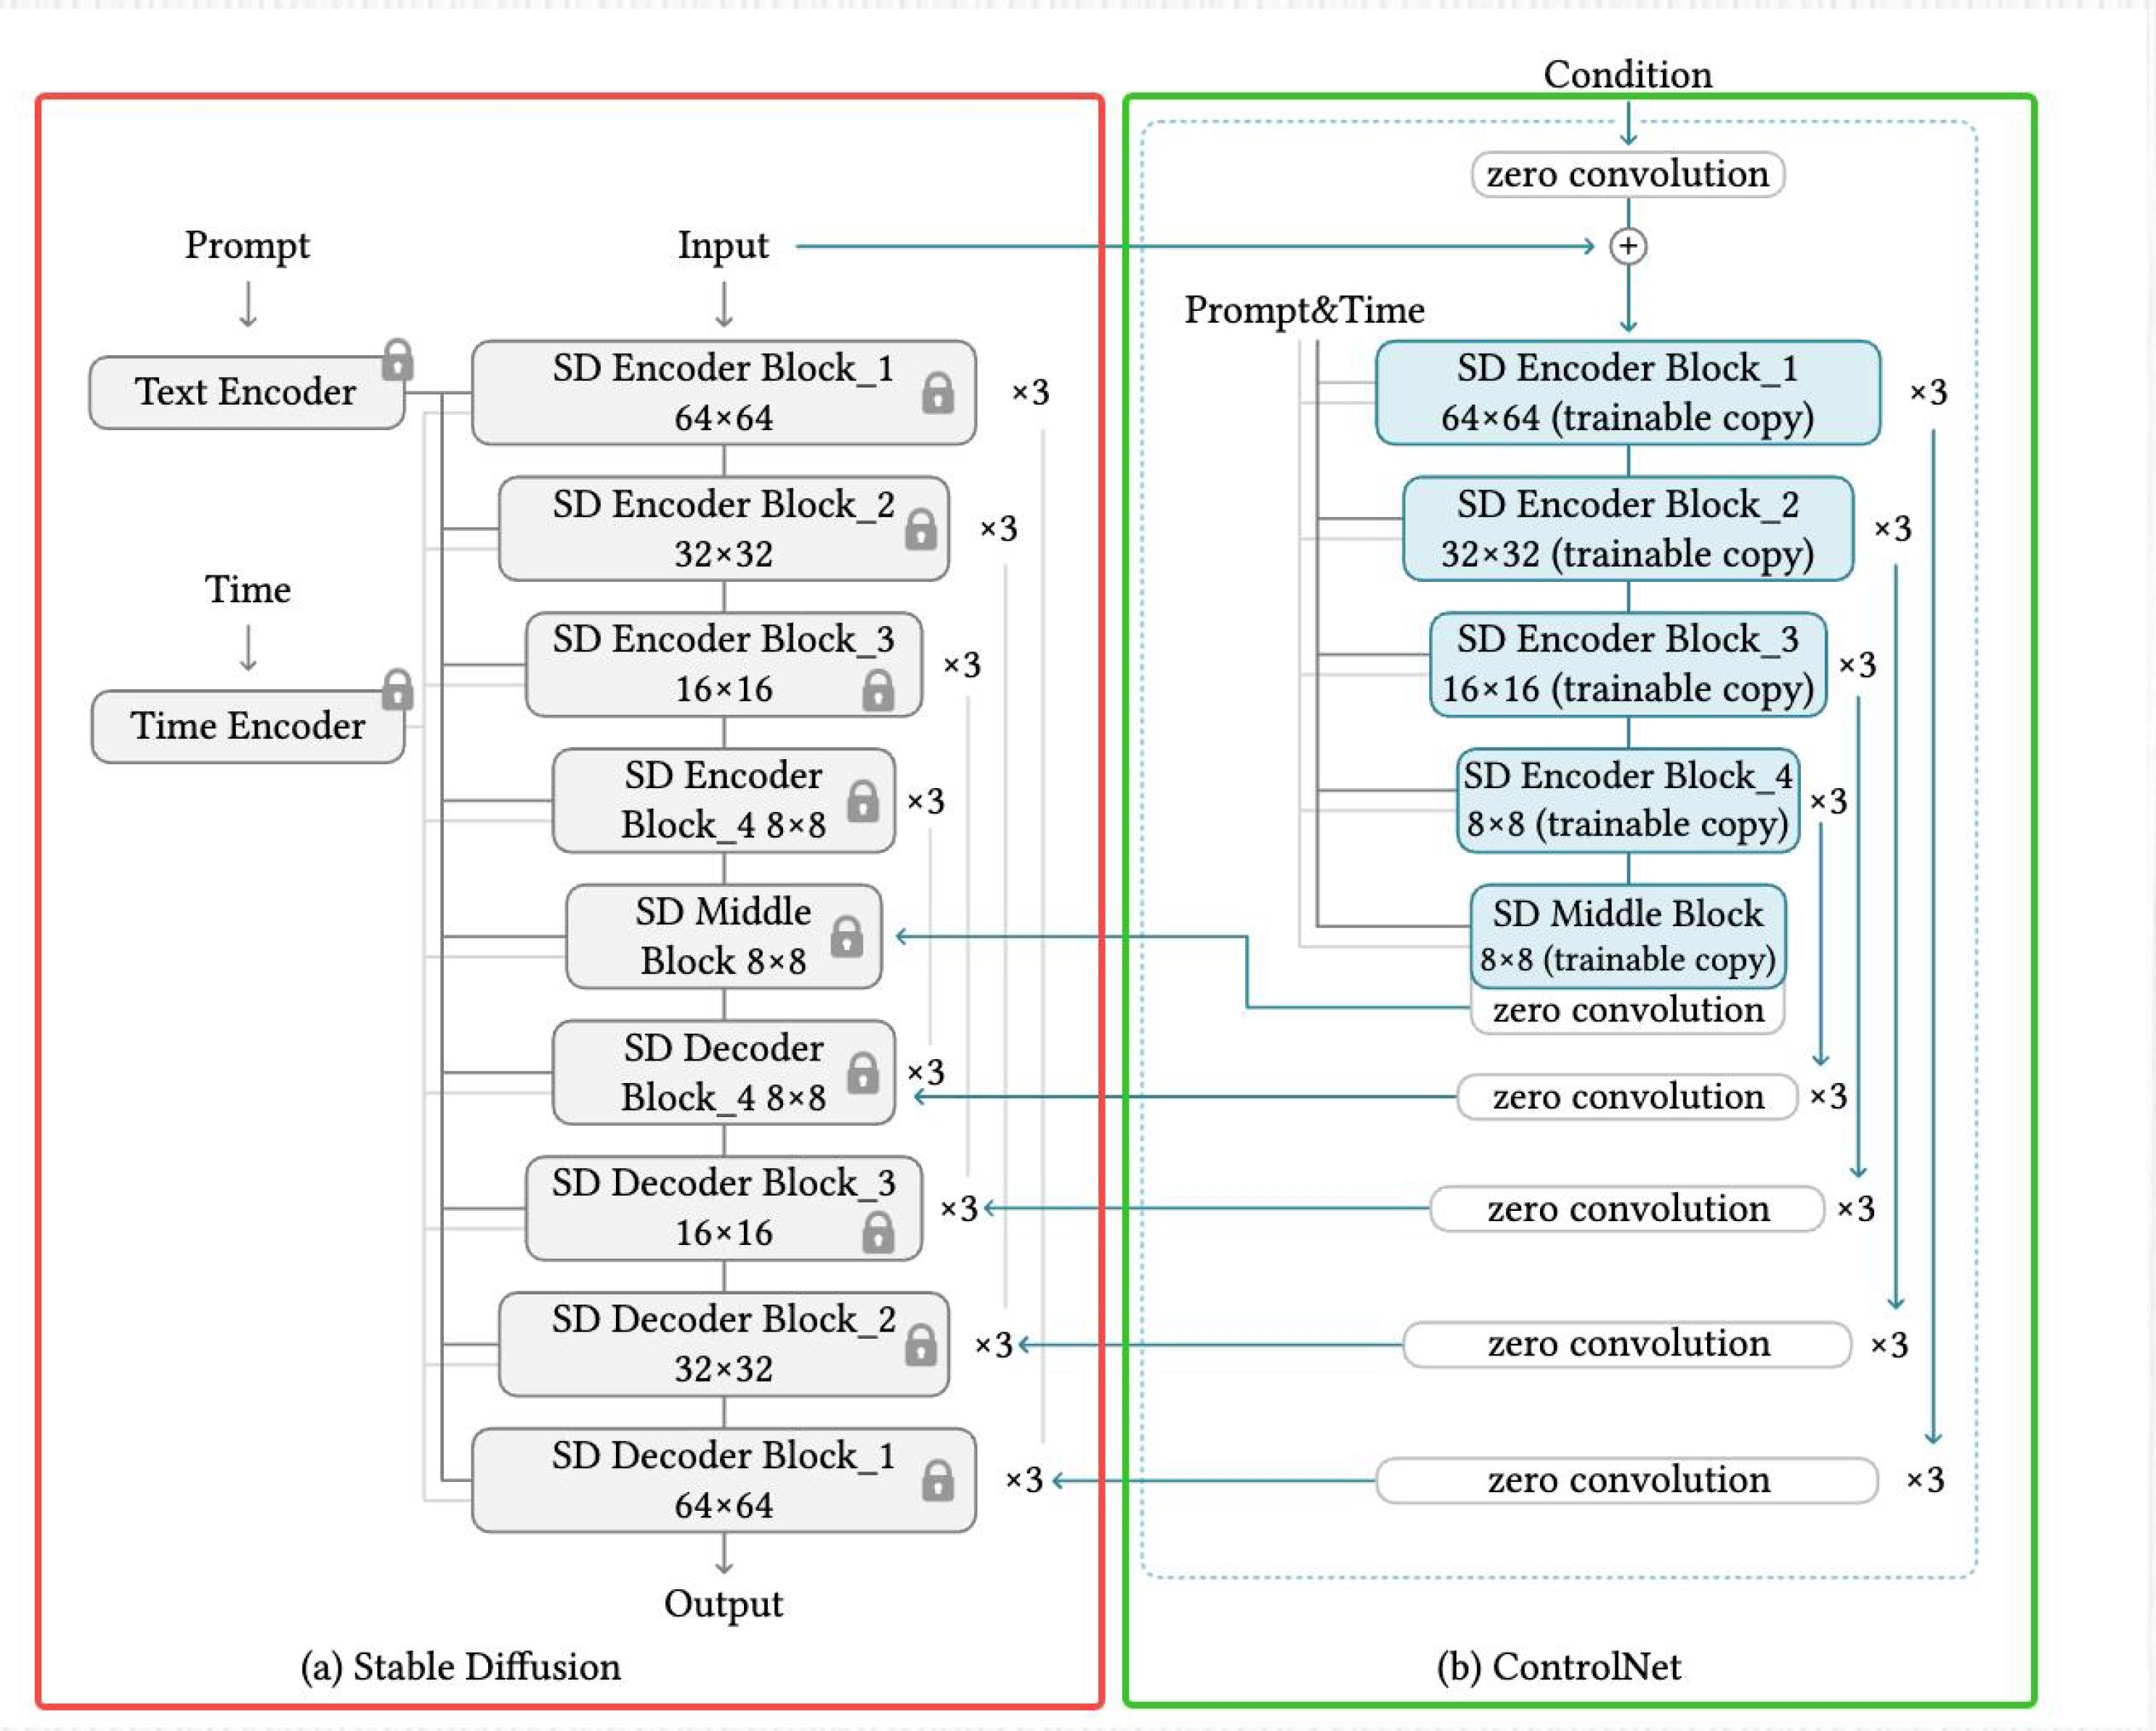 Condition
zero convolution
Prompt
Input
+
Prompt&Time
Text Encoder
SD Encoder Block_1
64×64
×3
SD Encoder Block_1
64×64 (trainable copy)
×3
SD Encoder Block_2
32×32
×3
SD Encoder Block_2
32×32 (trainable copy)
×3
Time
SD Encoder Block_3
16×16
×3
SD Encoder Block_3
16×16 (trainable copy)
×3
Time Encoder
SD Encoder
Block_4 8×8
×3
SD Encoder Block_4
8×8 (trainable copy)
×3
SD Middle
Block 8×8
SD Middle Block
8×8 (trainable copy)
zero convolution
SD Decoder
Block_4 8×8
×3
zero convolution
×3
SD Decoder Block_3
16×16
×3
zero convolution
×3
SD Decoder Block_2
32×32
×3
zero convolution
×3
SD Decoder Block_1
64×64
×3
zero convolution
×3
Output
(a) Stable Diffusion
(b) ControlNet